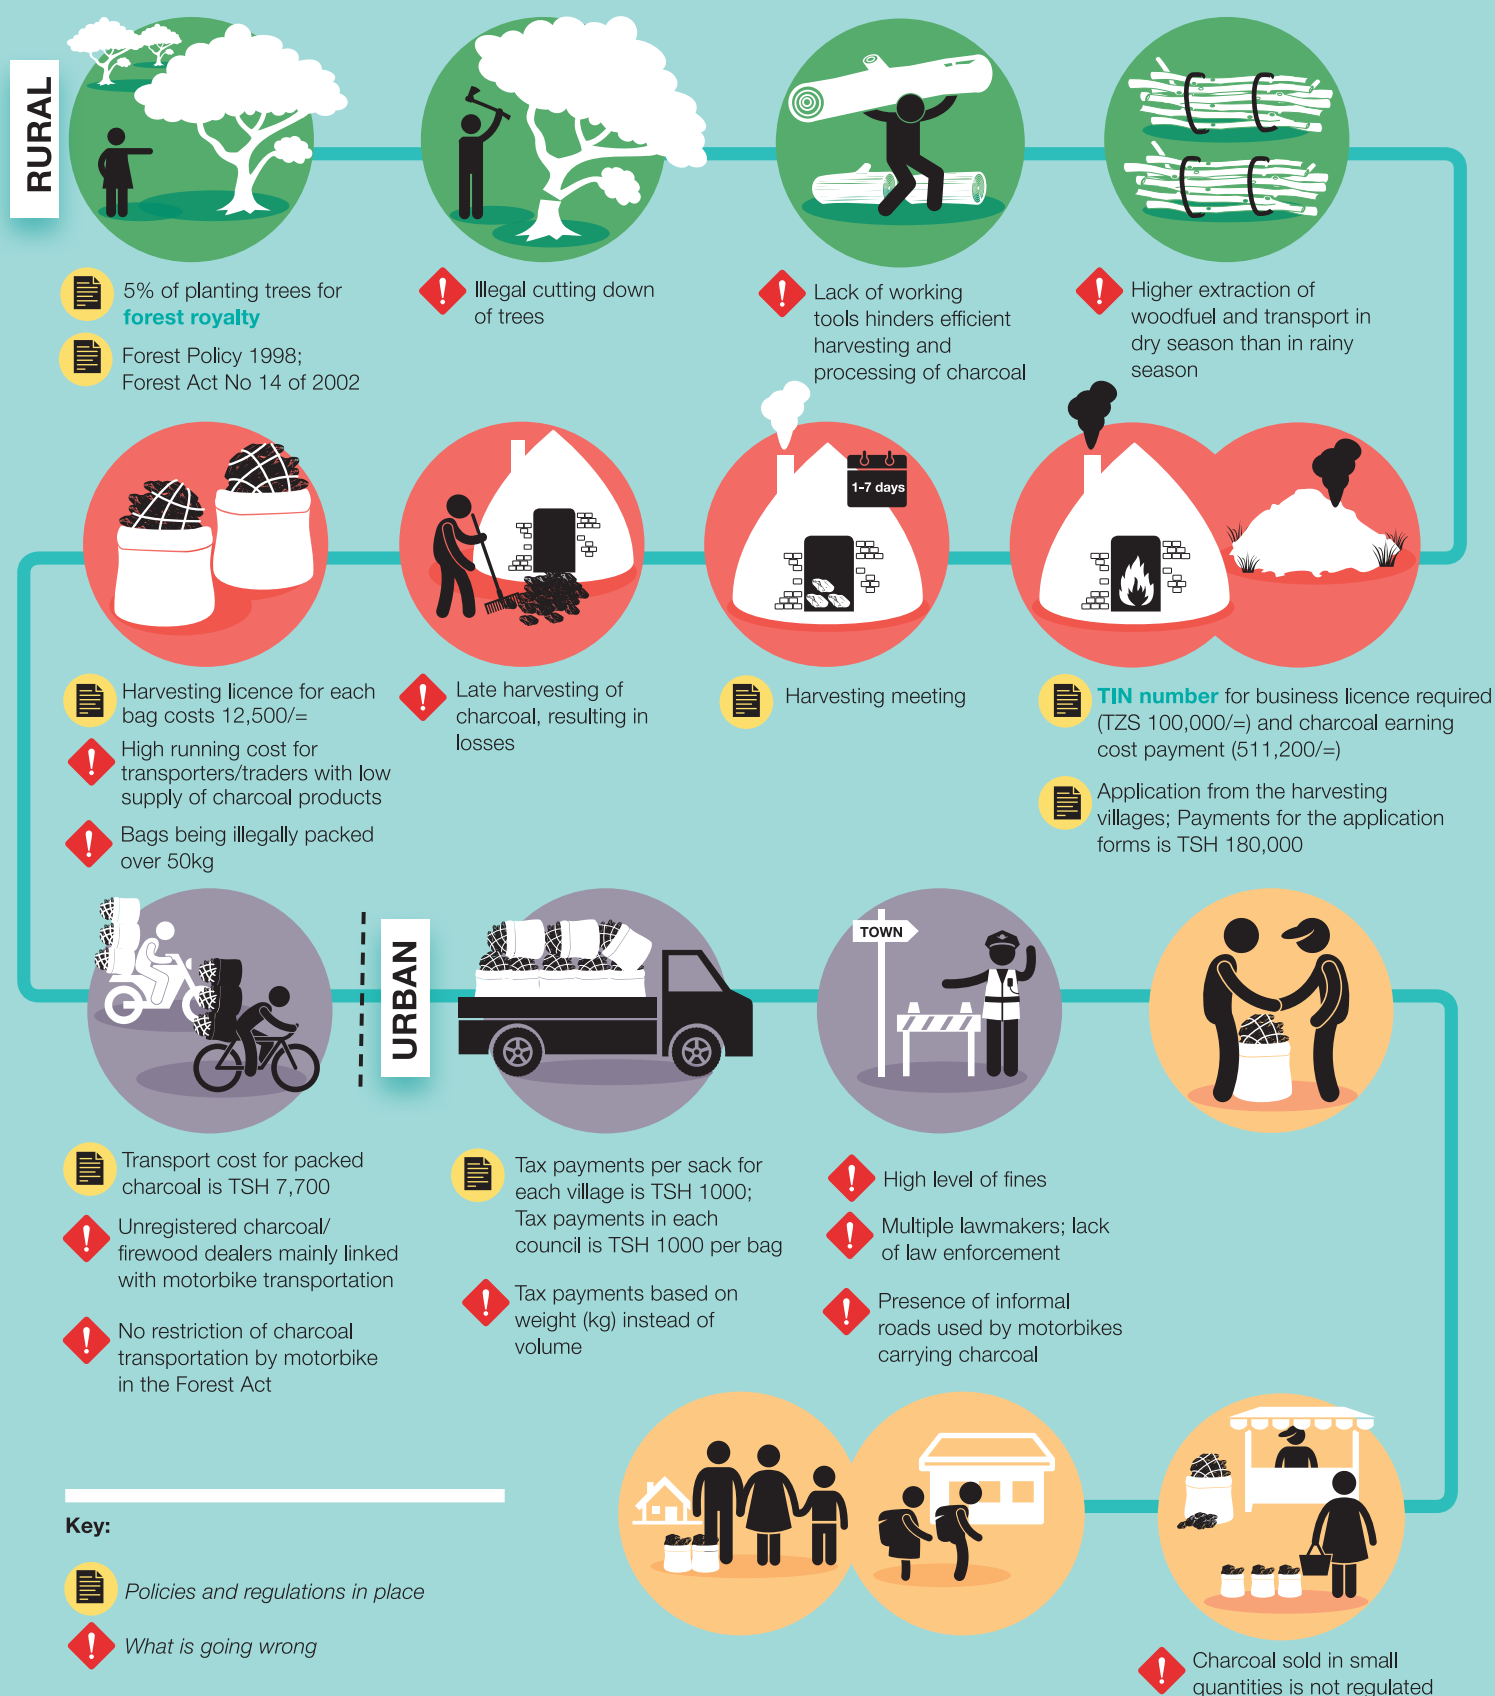 RURAL
5% of planting trees for
forest royalty
Forest Policy 1998;
Forest Act No 14 of 2002
Illegal cutting down
of trees
Lack of working
tools hinders efficient
harvesting and
processing of charcoal
Higher extraction of
woodfuel and transport in
dry season than in rainy
season
1-7 days
Harvesting licence for each
bag costs 12,500/=
High running cost for
transporters/traders with low
supply of charcoal products
Bags being illegally packed
over 50kg
Late harvesting of
charcoal, resulting in
losses
Harvesting meeting
TIN number for business licence required
(TZS 100,000/=) and charcoal earning
cost payment (511,200/=)
Application from the harvesting
villages; Payments for the application
forms is TSH 180,000
URBAN
TOWN
Transport cost for packed
charcoal is TSH 7,700
Unregistered charcoal/
firewood dealers mainly linked
with motorbike transportation
No restriction of charcoal
transportation by motorbike
in the Forest Act
Tax payments per sack for
each village is TSH 1000;
Tax payments in each
council is TSH 1000 per bag
Tax payments based on
weight (kg) instead of
volume
High level of fines
Multiple lawmakers; lack
of law enforcement
Presence of informal
roads used by motorbikes
carrying charcoal
Key:
Policies and regulations in place
What is going wrong
Charcoal sold in small
quantities is not regulated